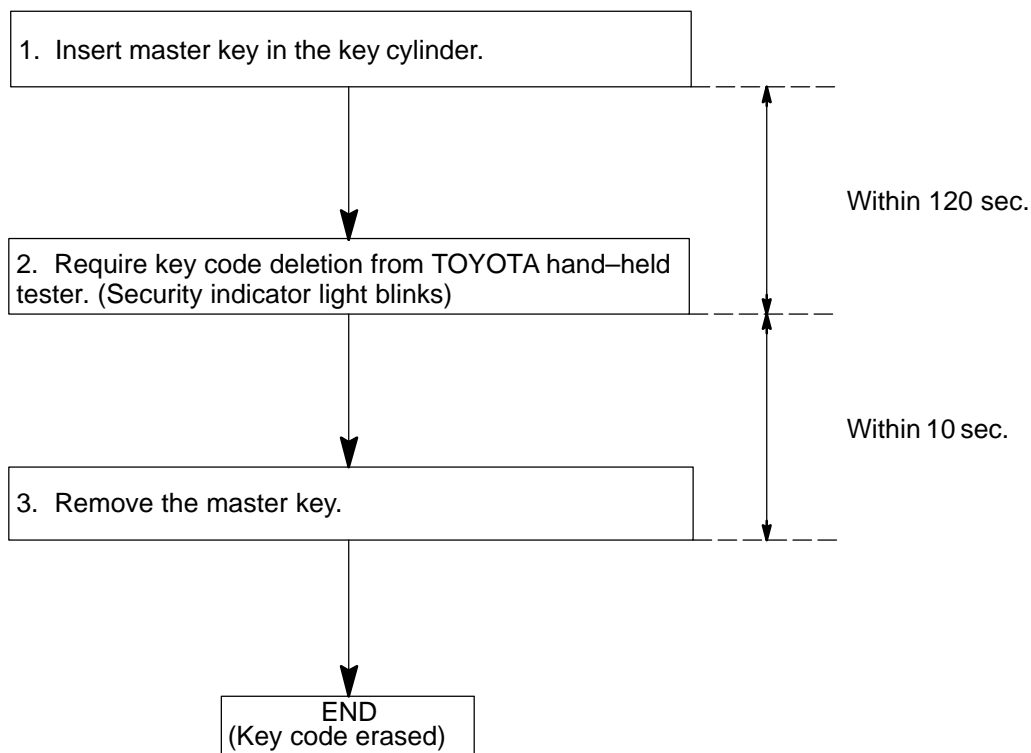 1. Insert master key in the key cylinder.
Within 120 sec.
2. Require key code deletion from TOYOTA hand–held
tester. (Security indicator light blinks)
Within 10 sec.
3. Remove the master key.
END
(Key code erased)